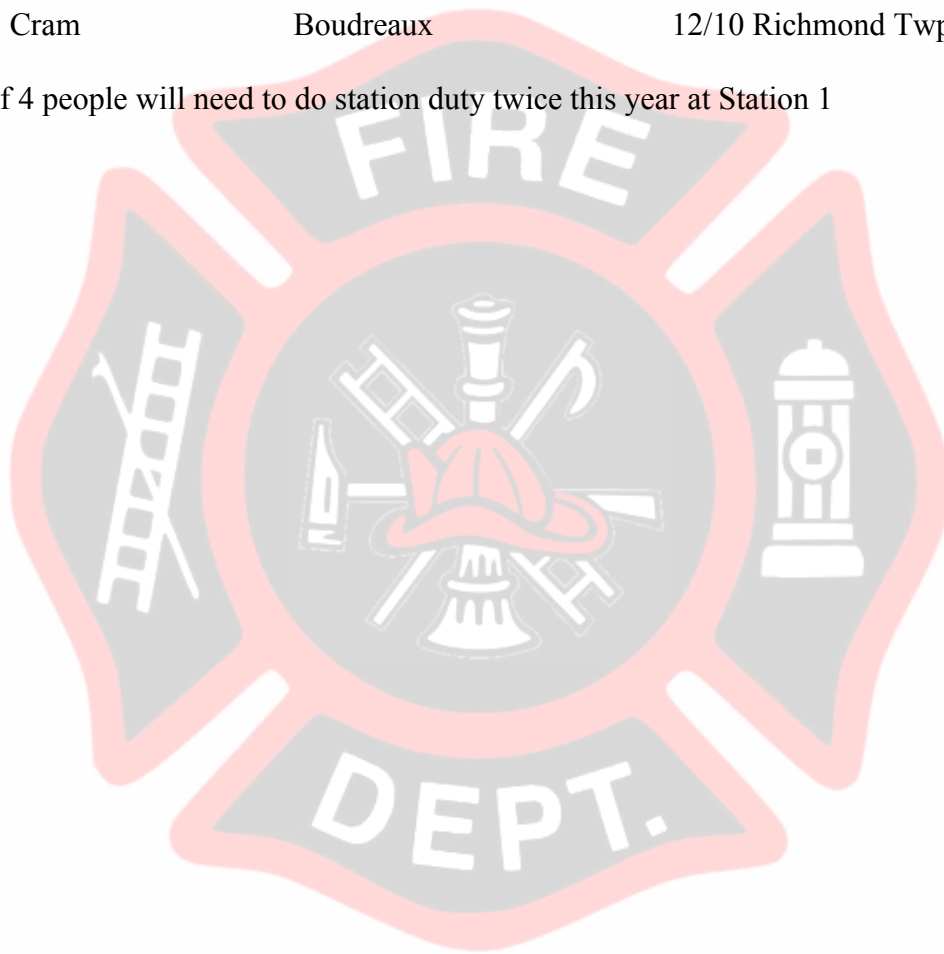 Cram Boudreaux 12/10 Richmond Twp
f 4 people will need to do station duty twice this year at Station 1
FIRE
DEPT.